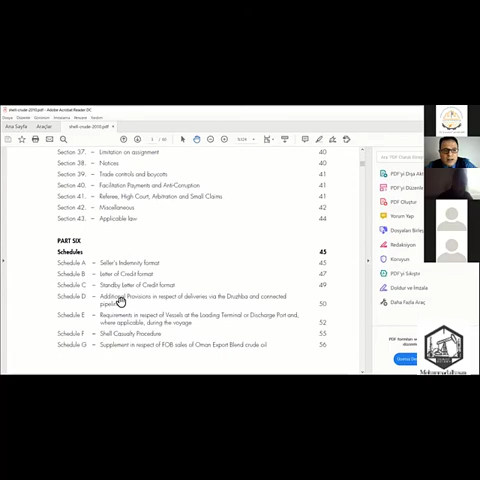 shell-crude-2010.pdf - Adobe Acrobat Reader DC
Dosya Düzenle Görünüm İmzalama Pencere Yardım
Ana Sayfa Araçlar shell-crude-2010.pdf ×
Section 37. – Limitation on assignment 40
Section 38. – Notices 40
Section 39. – Trade controls and boycotts 41
Section 40. – Facilitation Payments and Anti-Corruption 41
Section 41. – Referee, High Court, Arbitration and Small Claims 41
Section 42. – Miscellaneous 42
Section 43. – Applicable law 44
PART SIX
Schedules 45
Schedule A – Seller's Indemnity format 45
Schedule B – Letter of Credit format 47
Schedule C – Standby Letter of Credit format 49
Schedule D – Additional Provisions in respect of deliveries via the Druzhba and connected
pipeline 50
Schedule E – Requirements in respect of Vessels at the Loading Terminal or Discharge Port and,
where applicable, during the voyage 52
Schedule F – Shell Casualty Procedure 55
Schedule G – Supplement in respect of FOB sales of Oman Export Blend crude oil 56
PDF'yi Dışa Akt
PDF'yi Düzenle
PDF Oluştur
Yorum Yap
Dosyaları Birleş
Redaksiyon
Koruyun
PDF'yi Sıkıştır
Doldur ve İmzala
Daha Fazla Araç